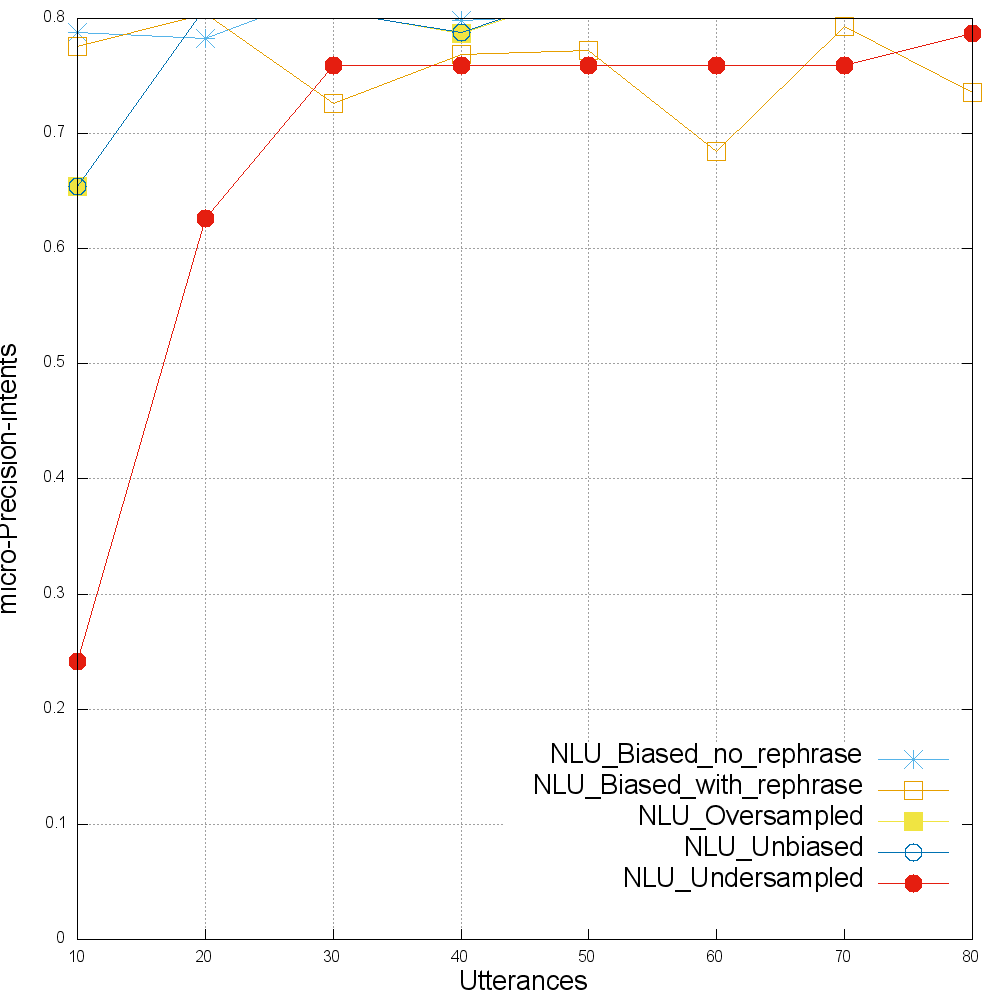 0.8
0.7
0.6
0.5
0.4
0.3
0.2
0.1
0
micro-Precision-intents
10 20 30 40 50 60 70 80
Utterances
NLU_Biased_no_rephrase
NLU_Biased_with_rephrase
NLU_Oversampled
NLU_Unbiased
NLU_Undersampled